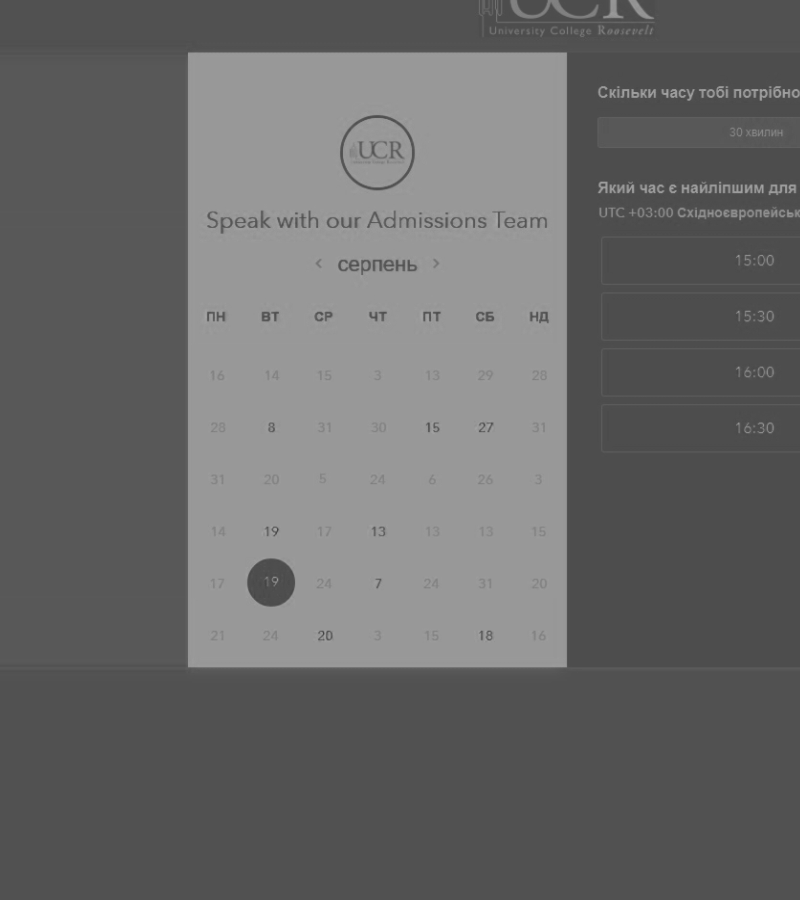 UCR
University College Roosevelt
UCR
Speak with our Admissions Team
< серпень >
ПН ВТ СР ЧТ ПТ СБ НД
16 14 15 3 13 29 28
28 8 31 30 15 27 31
31 20 5 24 6 26 3
14 19 17 13 13 13 15
17 19 24 7 24 31 20
21 24 20 3 15 18 16
Скільки часу тобі потрібно
30 хвилин
Який час є найліпшим для
UTC +03:00 Східноєвропейськ
15:00
15:30
16:00
16:30